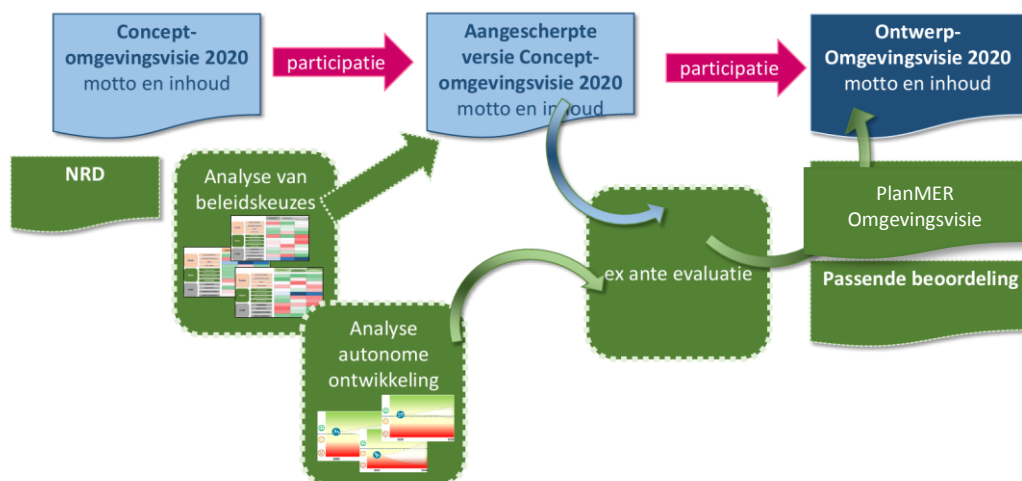 Concept-
omgevingsvisie 2020
motto en inhoud
participatie
Aangescherpte
versie Concept-
omgevingsvisie 2020
motto en inhoud
participatie
Ontwerp-
Omgevingsvisie 2020
motto en inhoud
NRD
Analyse van
beleidskeuzes
Analyse
autonome
ontwikkeling
ex ante evaluatie
PlanMER
Omgevingsvisie
Passende beoordeling